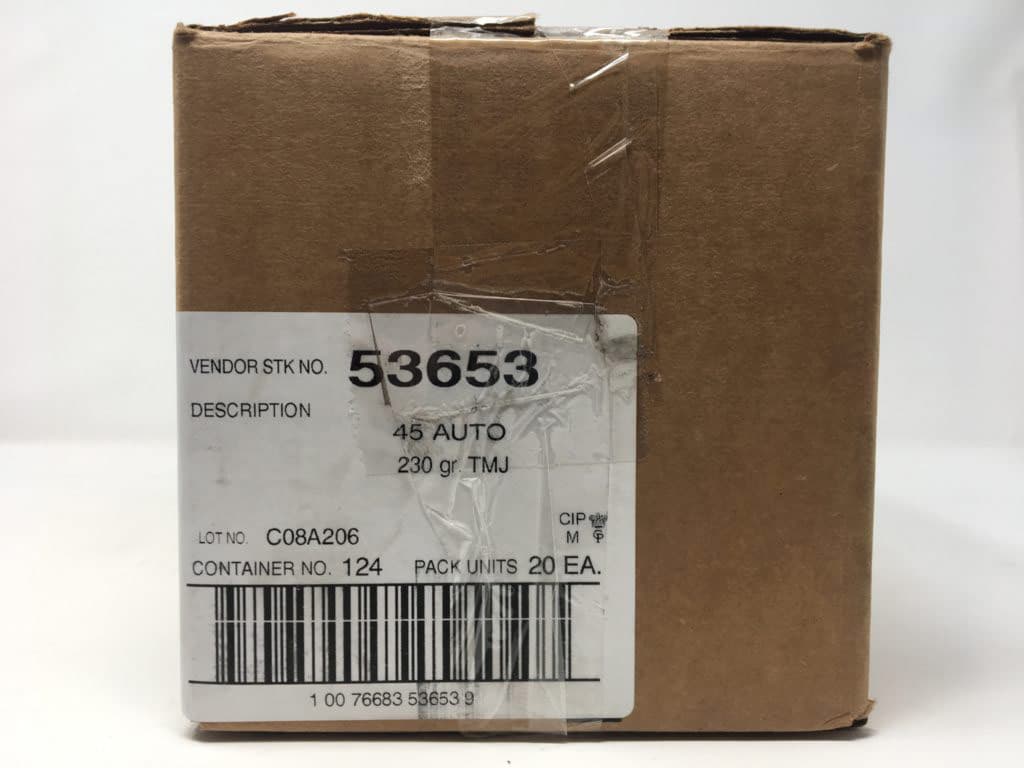 VENDOR STK NO. 53653
DESCRIPTION
45 AUTO
230 gr. TMJ
CIP
LOT NO. C08A206 M
CONTAINER NO. 124 PACK UNITS 20 EA.
1 00 76683 53653 9